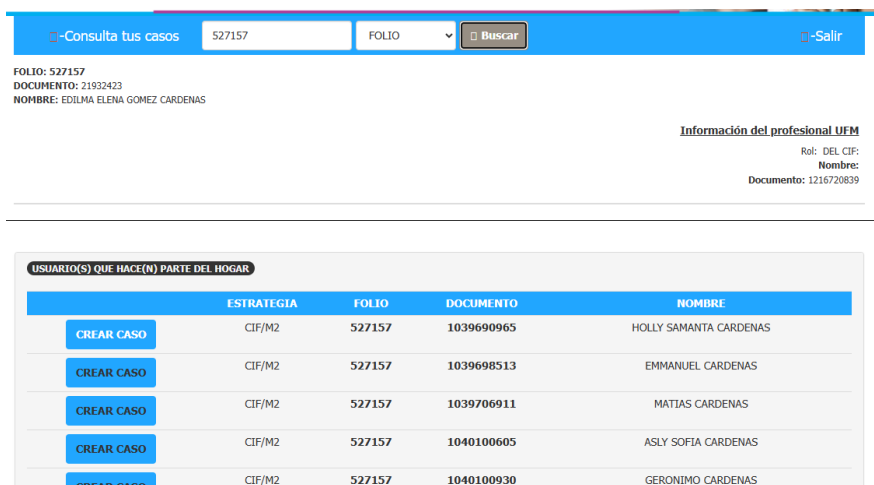 -Consulta tus casos 527157 FOLIO Buscar -Salir
FOLIO: 527157
DOCUMENTO: 21932423
NOMBRE: EDILMA ELENA GOMEZ CARDENAS
Información del profesional UFM
Rol: DEL CIF:
Nombre:
Documento: 1216720839
USUARIO(S) QUE HACE(N) PARTE DEL HOGAR
ESTRATEGIA FOLIO DOCUMENTO NOMBRE
CREAR CASO CIF/M2 527157 1039690965 HOLLY SAMANTA CARDENAS
CREAR CASO CIF/M2 527157 1039698513 EMMANUEL CARDENAS
CREAR CASO CIF/M2 527157 1039706911 MATIAS CARDENAS
CREAR CASO CIF/M2 527157 1040100605 ASLY SOFIA CARDENAS
CREAR CASO CIF/M2 527157 1040100930 GERONIMO CARDENAS